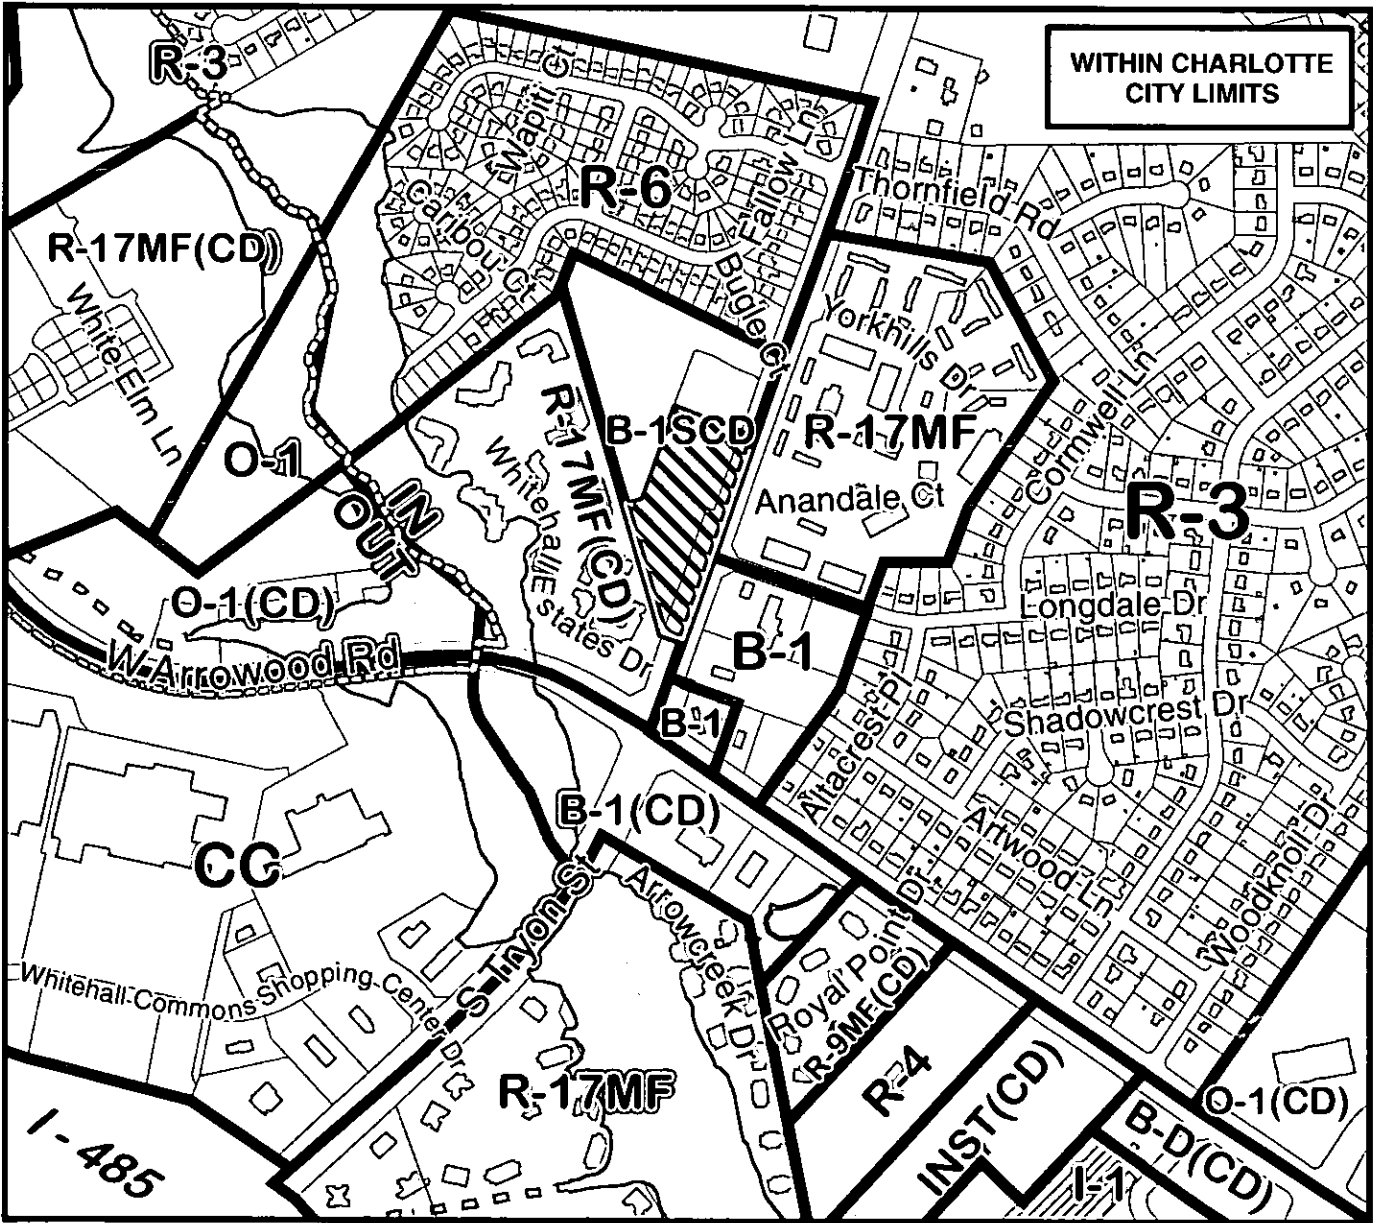 WITHIN CHARLOTTE
CITY LIMITS
R-3
Wapiti Ct
R-6
Fallow Ln
Thornfield Rd
Caribou Ct
R-17MF(CD)
White Elm Ln
Bugle Ct
Yorkhills Dr
Cornwell Ln
O-1
R-17MF(CD)
B-1SCD
R-17MF
Anandale Ct
R-3
IN
OUT
Whitehall Estates Dr
O-1(CD)
Longdale Dr
W Arrowood Rd
B-1
B-1
Altacrest Pl
Shadowcrest Dr
B-1(CD)
CC
Artwood Ln
Woodknoll Dr
S Tryon St
Arrowcreek Dr
Royal Point Dr
R-9MF(CD)
Whitehall Commons Shopping Center Dr
R-17MF
R-4
INST(CD)
O-1(CD)
B-D(CD)
I-1
I - 485